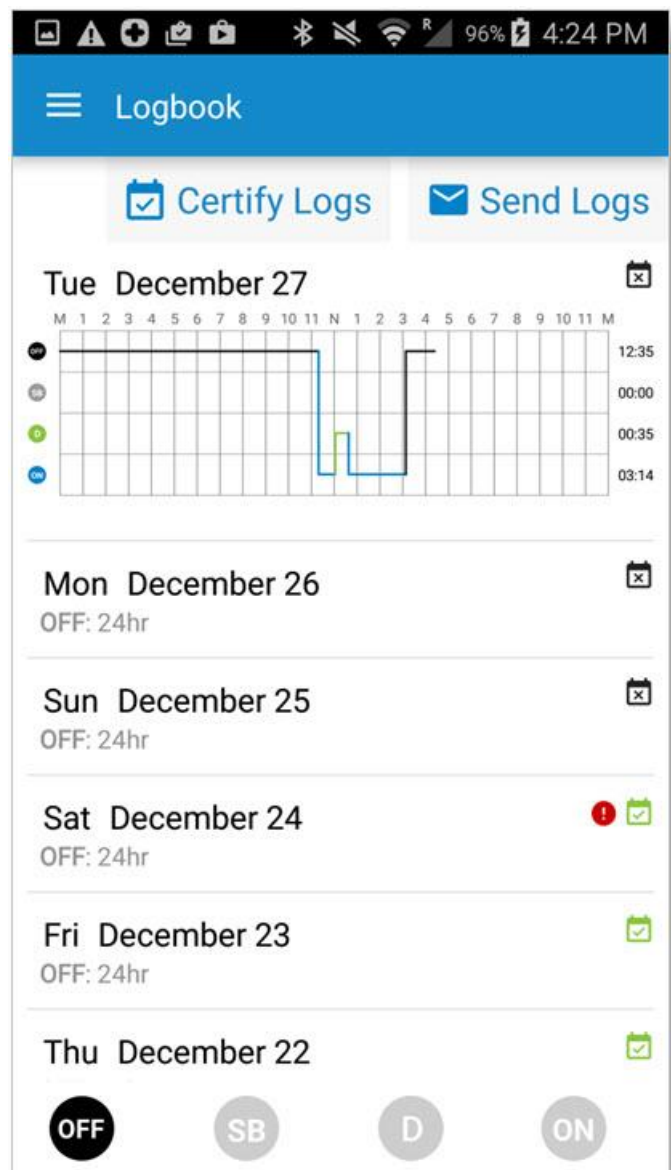 R 96% 4:24 PM
Logbook
Certify Logs Send Logs
Tue December 27
M 1 2 3 4 5 6 7 8 9 10 11 N 1 2 3 4 5 6 7 8 9 10 11 M
OFF 12:35
SB 00:00
D 00:35
ON 03:14
Mon December 26
OFF: 24hr
Sun December 25
OFF: 24hr
Sat December 24
OFF: 24hr
Fri December 23
OFF: 24hr
Thu December 22
OFF SB D ON